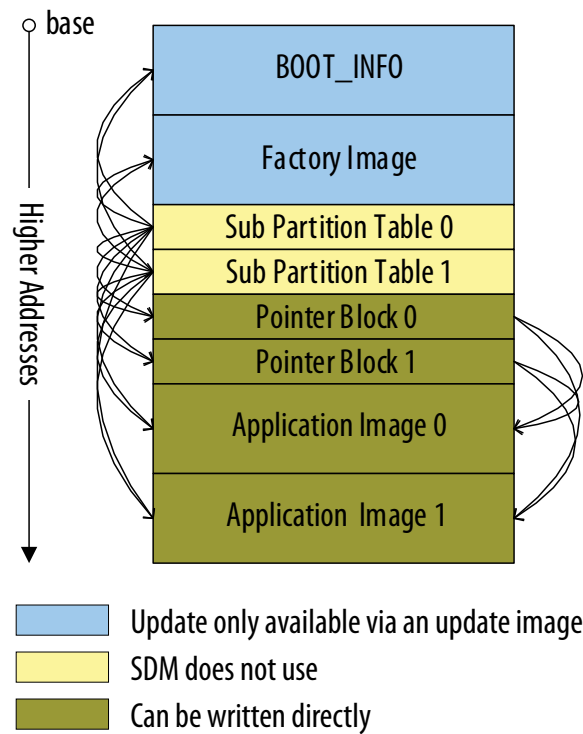 base
BOOT_INFO
Factory Image
Sub Partition Table 0
Sub Partition Table 1
Pointer Block 0
Pointer Block 1
Application Image 0
Application Image 1
Higher Addresses
Update only available via an update image
SDM does not use
Can be written directly